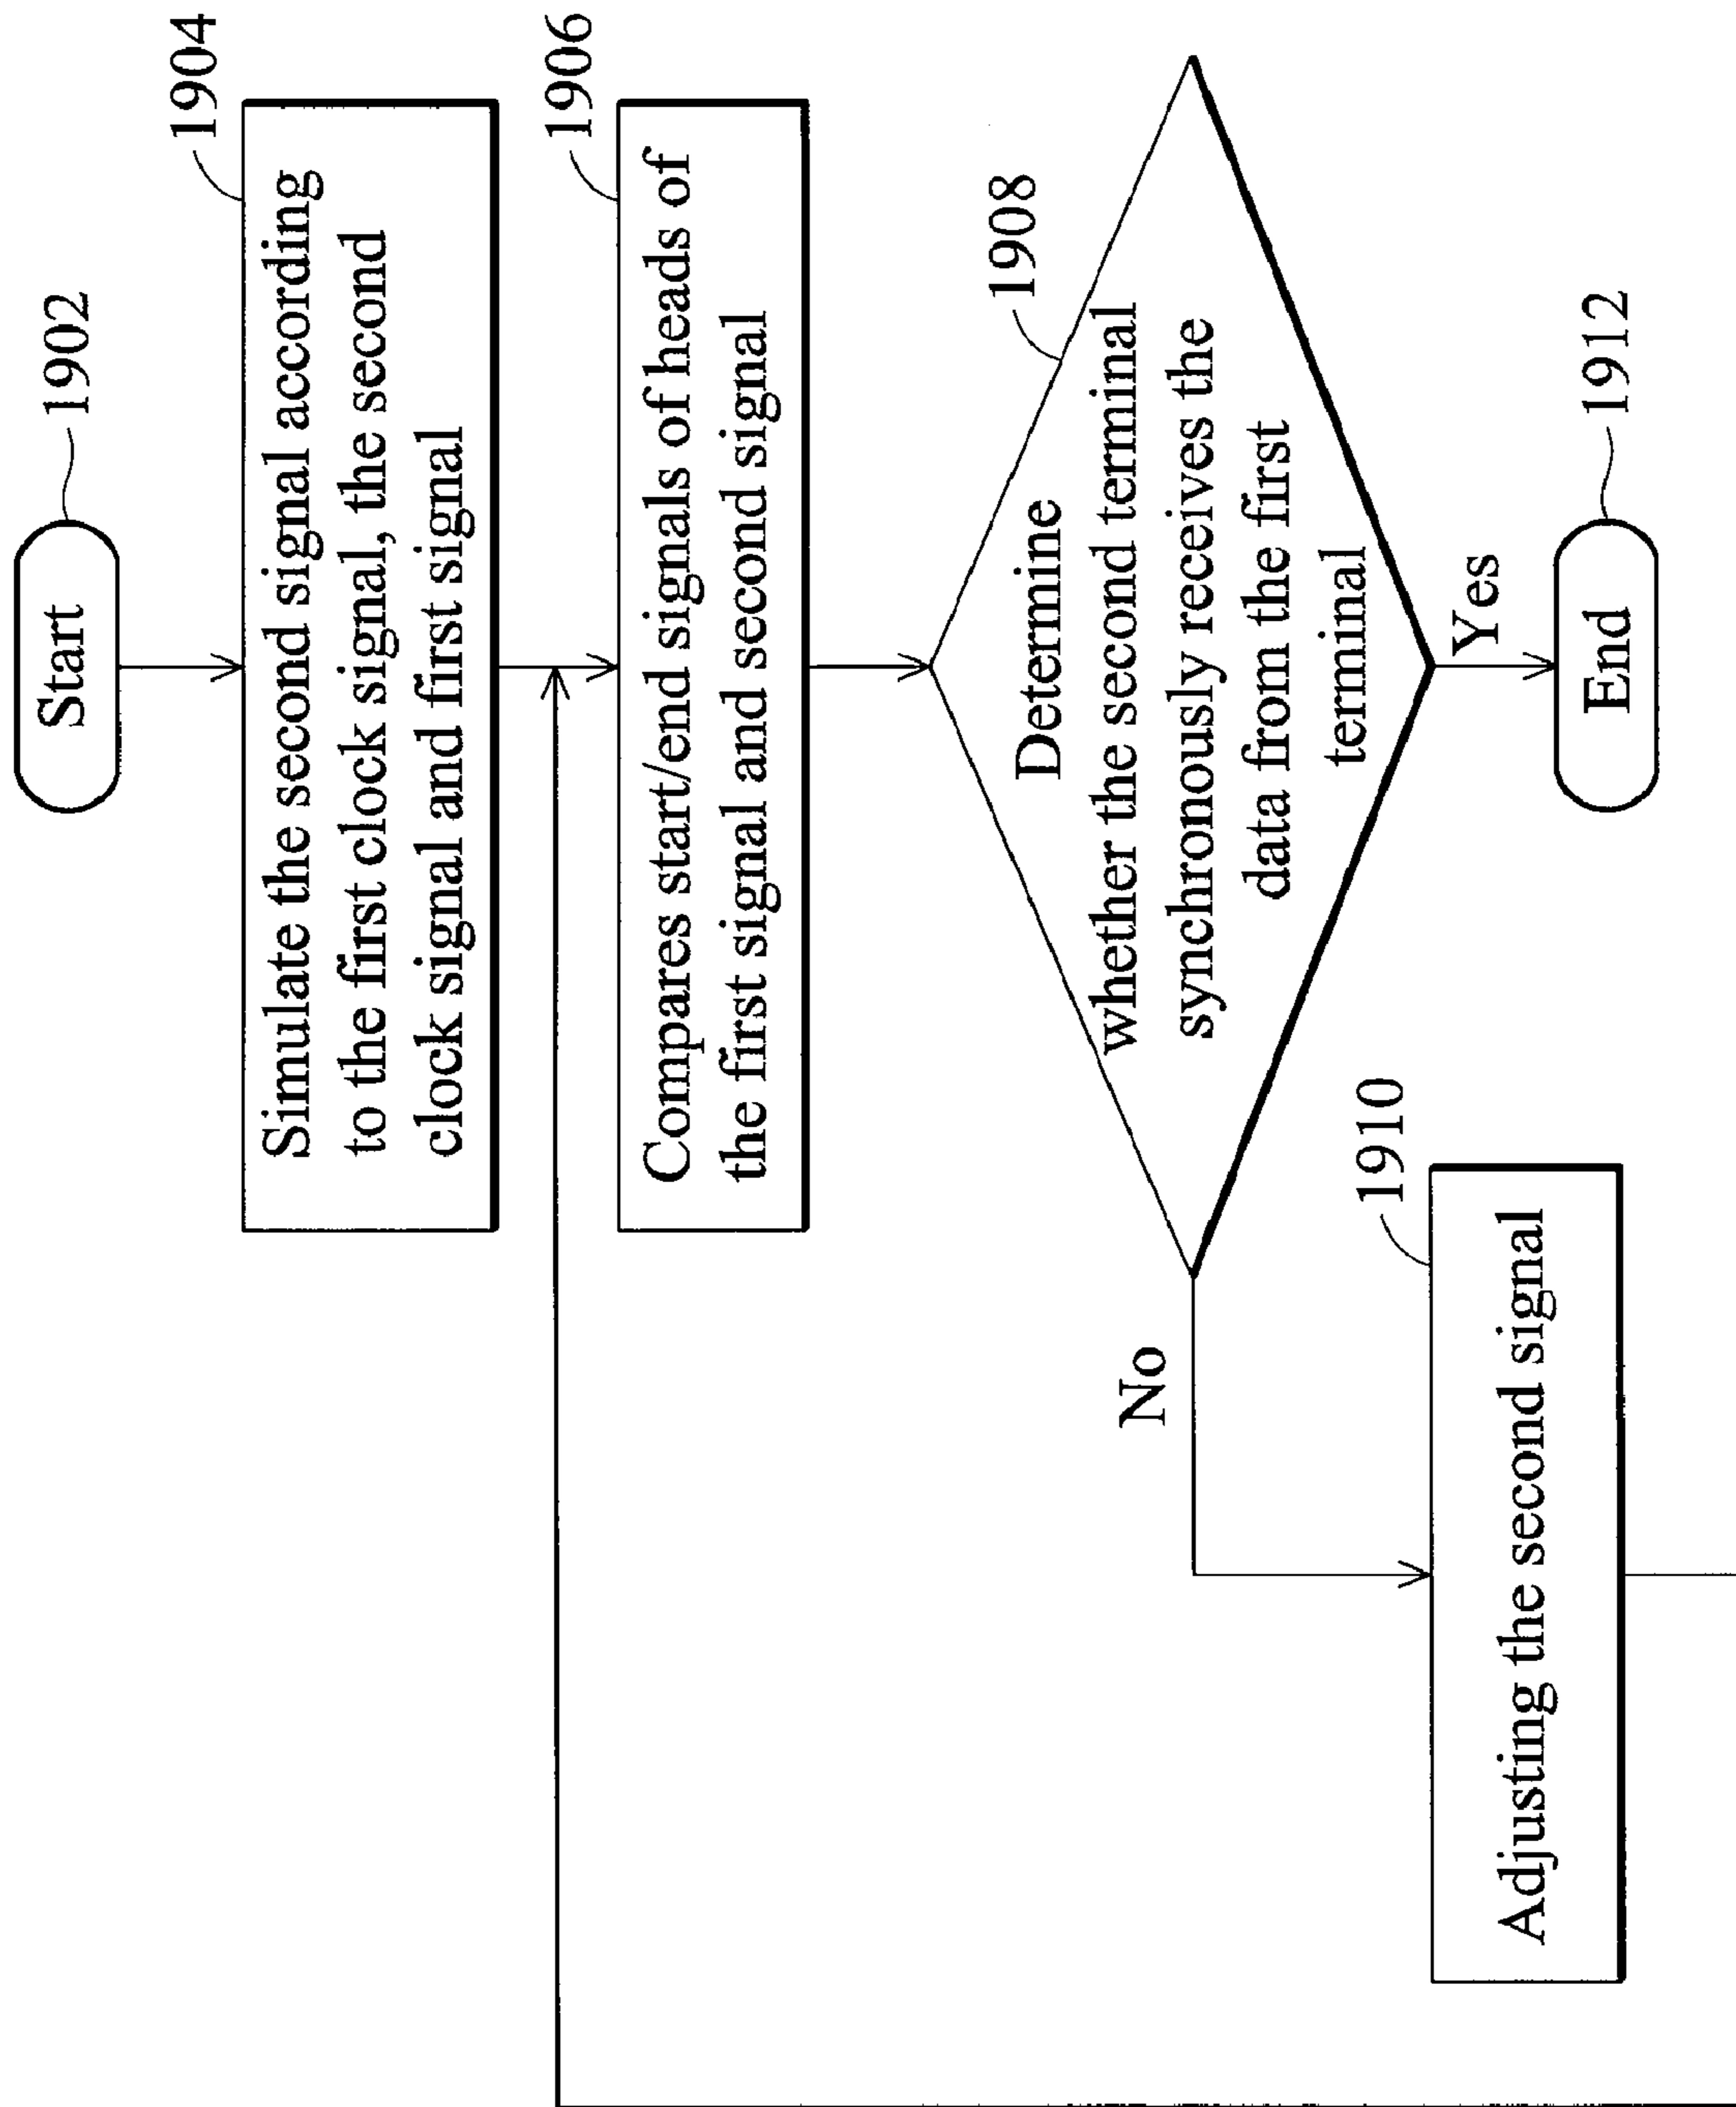 Start
1902
1904
Simulate the second signal according
to the first clock signal, the second
clock signal and first signal
1906
Compares start/end signals of heads of
the first signal and second signal
1908
Determine
whether the second terminal
synchronously receives the
data from the first
terminal
No
Yes
1910
Adjusting the second signal
End
1912